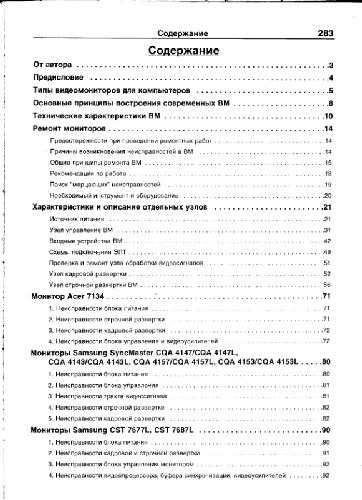 Содержание 283
Содержание
От автора 3
Предисловие 4
Типы видеомониторов для компьютеров 5
Основные принципы построения современных ВМ 8
Технические характеристики ВМ 10
Ремонт мониторов 14
Предосторежности при проведении ремонтных работ 14
Причины возникновения неисправностей в ВМ 14
Общие принципы ремонта ВМ 15
Рекомендации по работе 18
Поиск "мерцающих" неисправностей 19
Необходимый инструмент и оборудование 20
Характеристики и описание отдельных узлов 21
Источник питания 21
Узел управления ВМ 31
Входные устройства ВМ 42
Схемы подключения ЭЛТ 49
Проверка и ремонт узла обработки видеосигналов 51
Узел кадровой развертки 52
Узел строчной развертки ВМ 56
Монитор Acer 7134 71
1. Неисправности блока питания 71
2. Неисправности строчной развертки 71
3. Неисправности кадровой развертки 72
4. Неисправности блока управления и видеоусилителей 72
Мониторы Samsung SyncMaster CQA 4147/CQA 4147L,
CQA 4143/CQA 4143L, CQA 4157/CQA 4157L, CQA 4153/CQA 4153L 80
1. Неисправности блока питания 80
2. Неисправности блока управления 81
3. Неисправности тракта видеосигнала 81
4. Неисправности строчной развертки 82
5. Неисправности кадровой развертки 82
Мониторы Samsung CST 7677L, CST 7687L 90
1. Неисправности блока питания 90
2. Неисправности кадровой и строчной развертки 91
3. Неисправности блока управления монитором 92
4. Неисправности видеопроцессора, буфера синхронизации, видеоусилителей 92